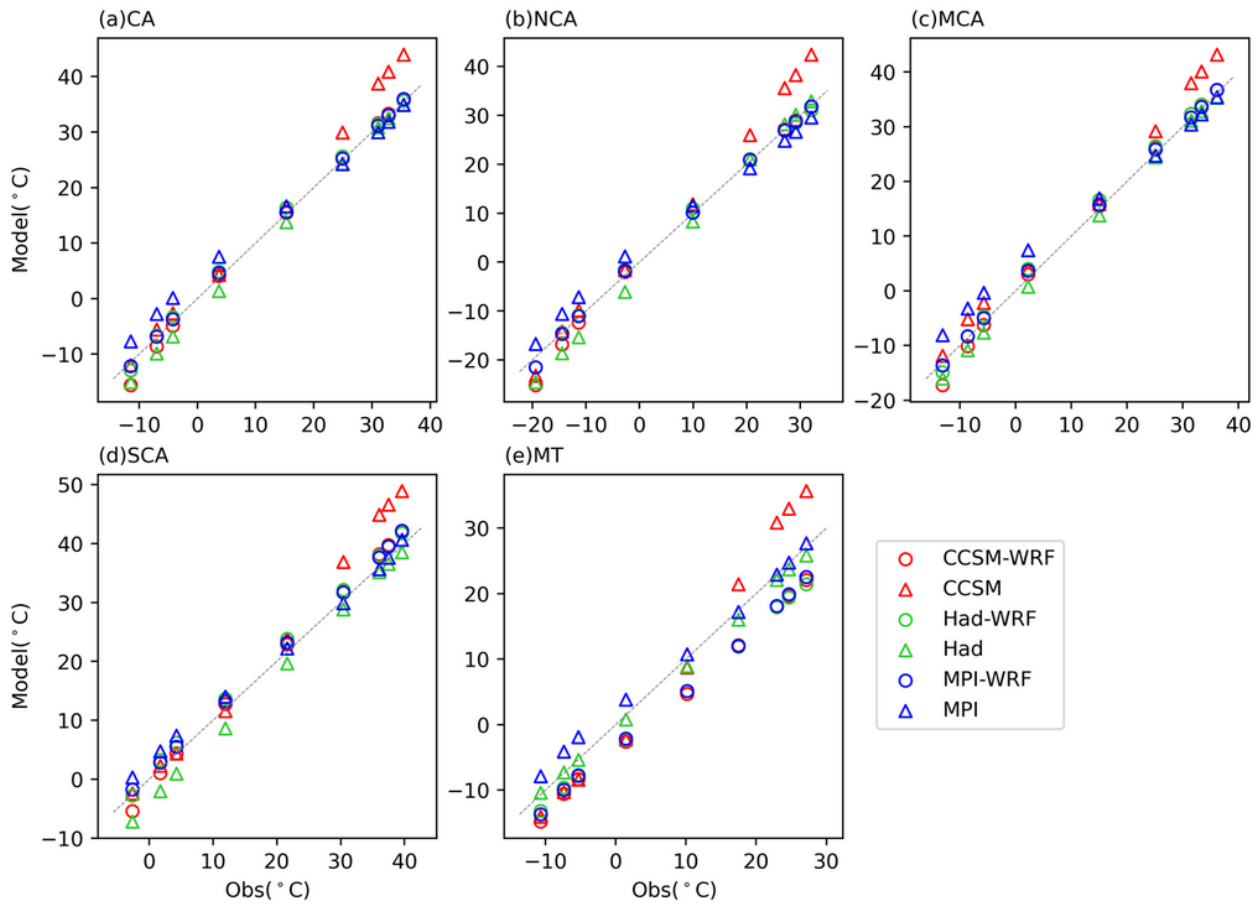 (a)CA
(b)NCA
(c)MCA
Model(°C)
40
30
20
10
0
−10
−10 0 10 20 30 40
40
30
20
10
0
−10
−20
−20 −10 0 10 20 30
40
30
20
10
0
−10
−20
−10 0 10 20 30
(d)SCA
(e)MT
Model(°C)
50
40
30
20
10
0
−10
0 10 20 30 40
Obs(°C)
30
20
10
0
−10
−10 0 10 20 30
Obs(°C)
CCSM-WRF
CCSM
Had-WRF
Had
MPI-WRF
MPI